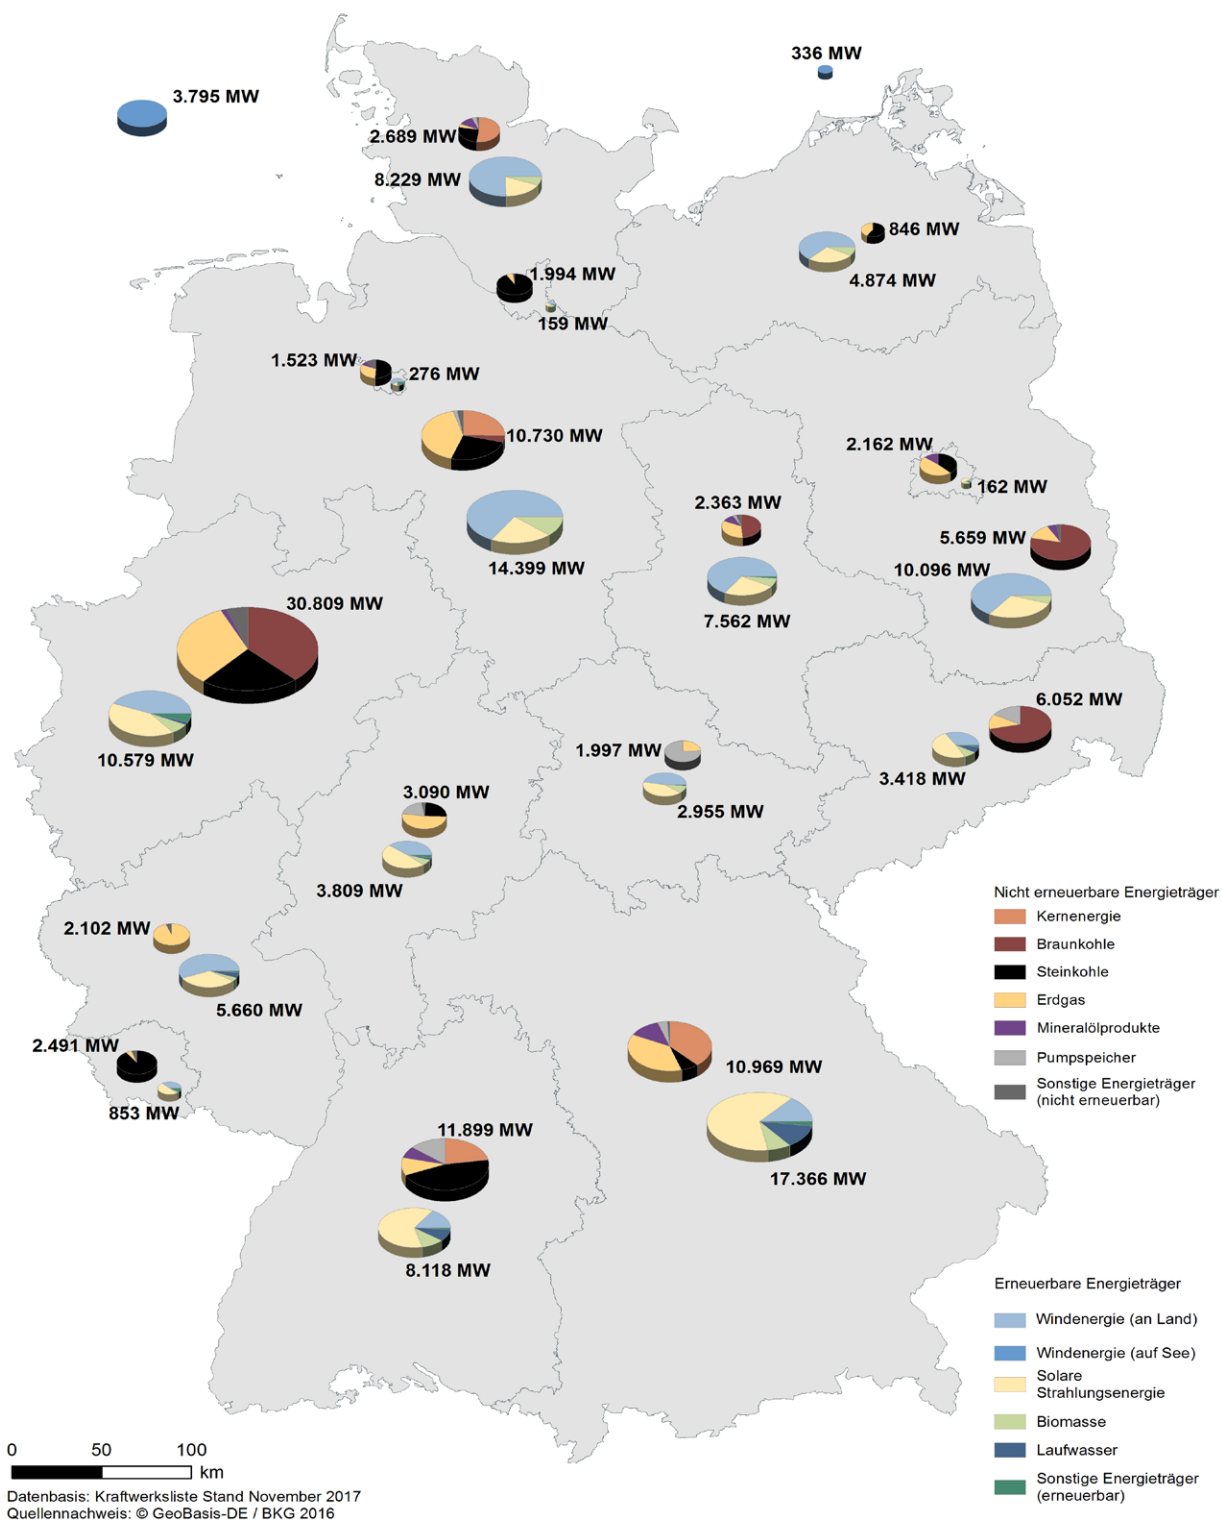 336 MW
3.795 MW
2.689 MW
8.229 MW
846 MW
4.874 MW
1.994 MW
159 MW
1.523 MW
276 MW
10.730 MW
2.162 MW
162 MW
2.363 MW
5.659 MW
14.399 MW
10.096 MW
30.809 MW
7.562 MW
6.052 MW
1.997 MW
10.579 MW
3.418 MW
3.090 MW
2.955 MW
3.809 MW
2.102 MW
5.660 MW
2.491 MW
10.969 MW
853 MW
11.899 MW
17.366 MW
8.118 MW
Nicht erneuerbare Energieträger
Kernenergie
Braunkohle
Steinkohle
Erdgas
Mineralölprodukte
Pumpspeicher
Sonstige Energieträger
(nicht erneuerbar)
Erneuerbare Energieträger
Windenergie (an Land)
Windenergie (auf See)
Solare
Strahlungsenergie
Biomasse
Laufwasser
Sonstige Energieträger
(erneuerbar)
0 50 100
km
Datenbasis: Kraftwerksliste Stand November 2017
Quellennachweis: © GeoBasis-DE / BKG 2016